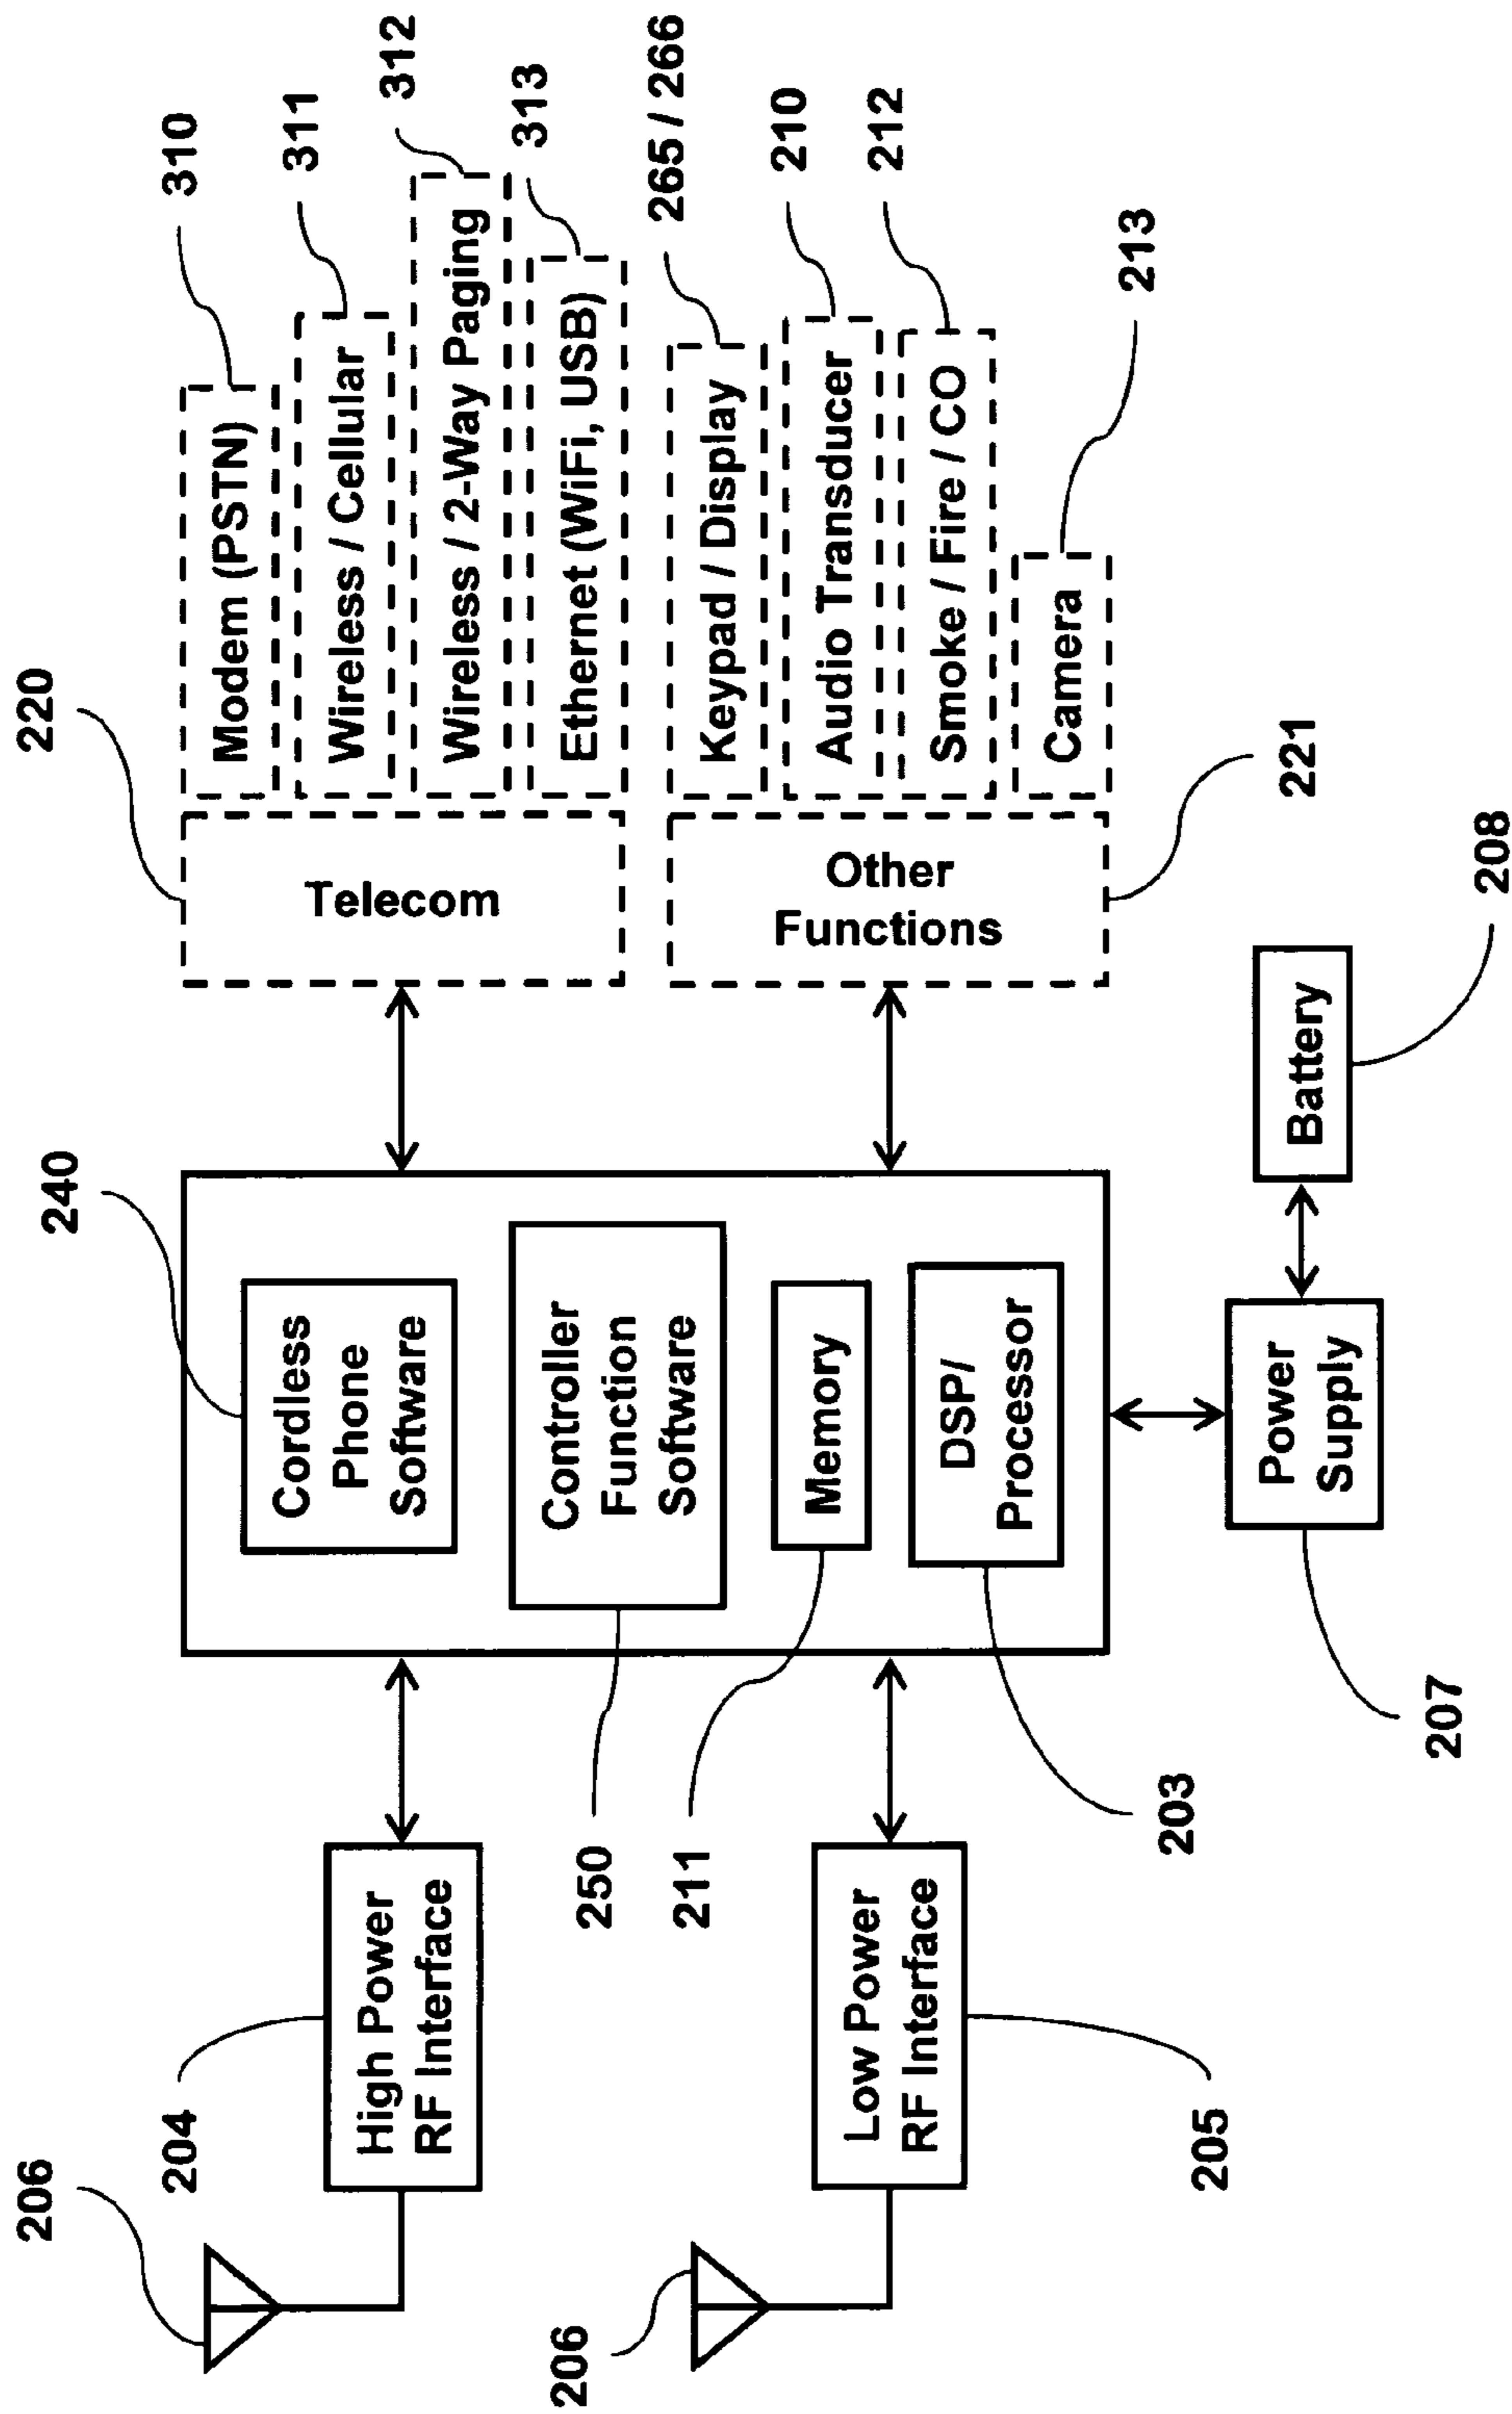 206
204
High Power
RF Interface
206
Low Power
RF Interface
205
240
Cordless
Phone
Software
Controller
Function
Software
250
Memory
211
DSP/
Processor
203
Power
Supply
207
Battery
208
220
Telecom
Modem (PSTN)
310
Wireless / Cellular
311
Wireless / 2-Way Paging
312
Ethernet (WiFi, USB)
313
Other
Functions
221
Keypad / Display
265 / 266
Audio Transducer
210
Smoke / Fire / CO
212
Camera
213